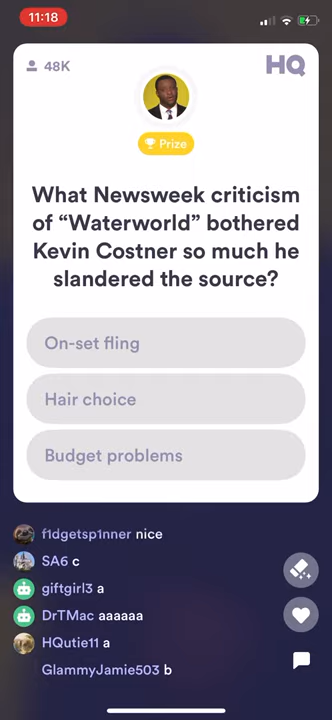 11:18
48K
HQ
Prize
What Newsweek criticism
of “Waterworld” bothered
Kevin Costner so much he
slandered the source?
On-set fling
Hair choice
Budget problems
f1dgetsp1nner nice
SA6 c
giftgirl3 a
DrTMac aaaaaa
HQutie11 a
GlammyJamie503 b